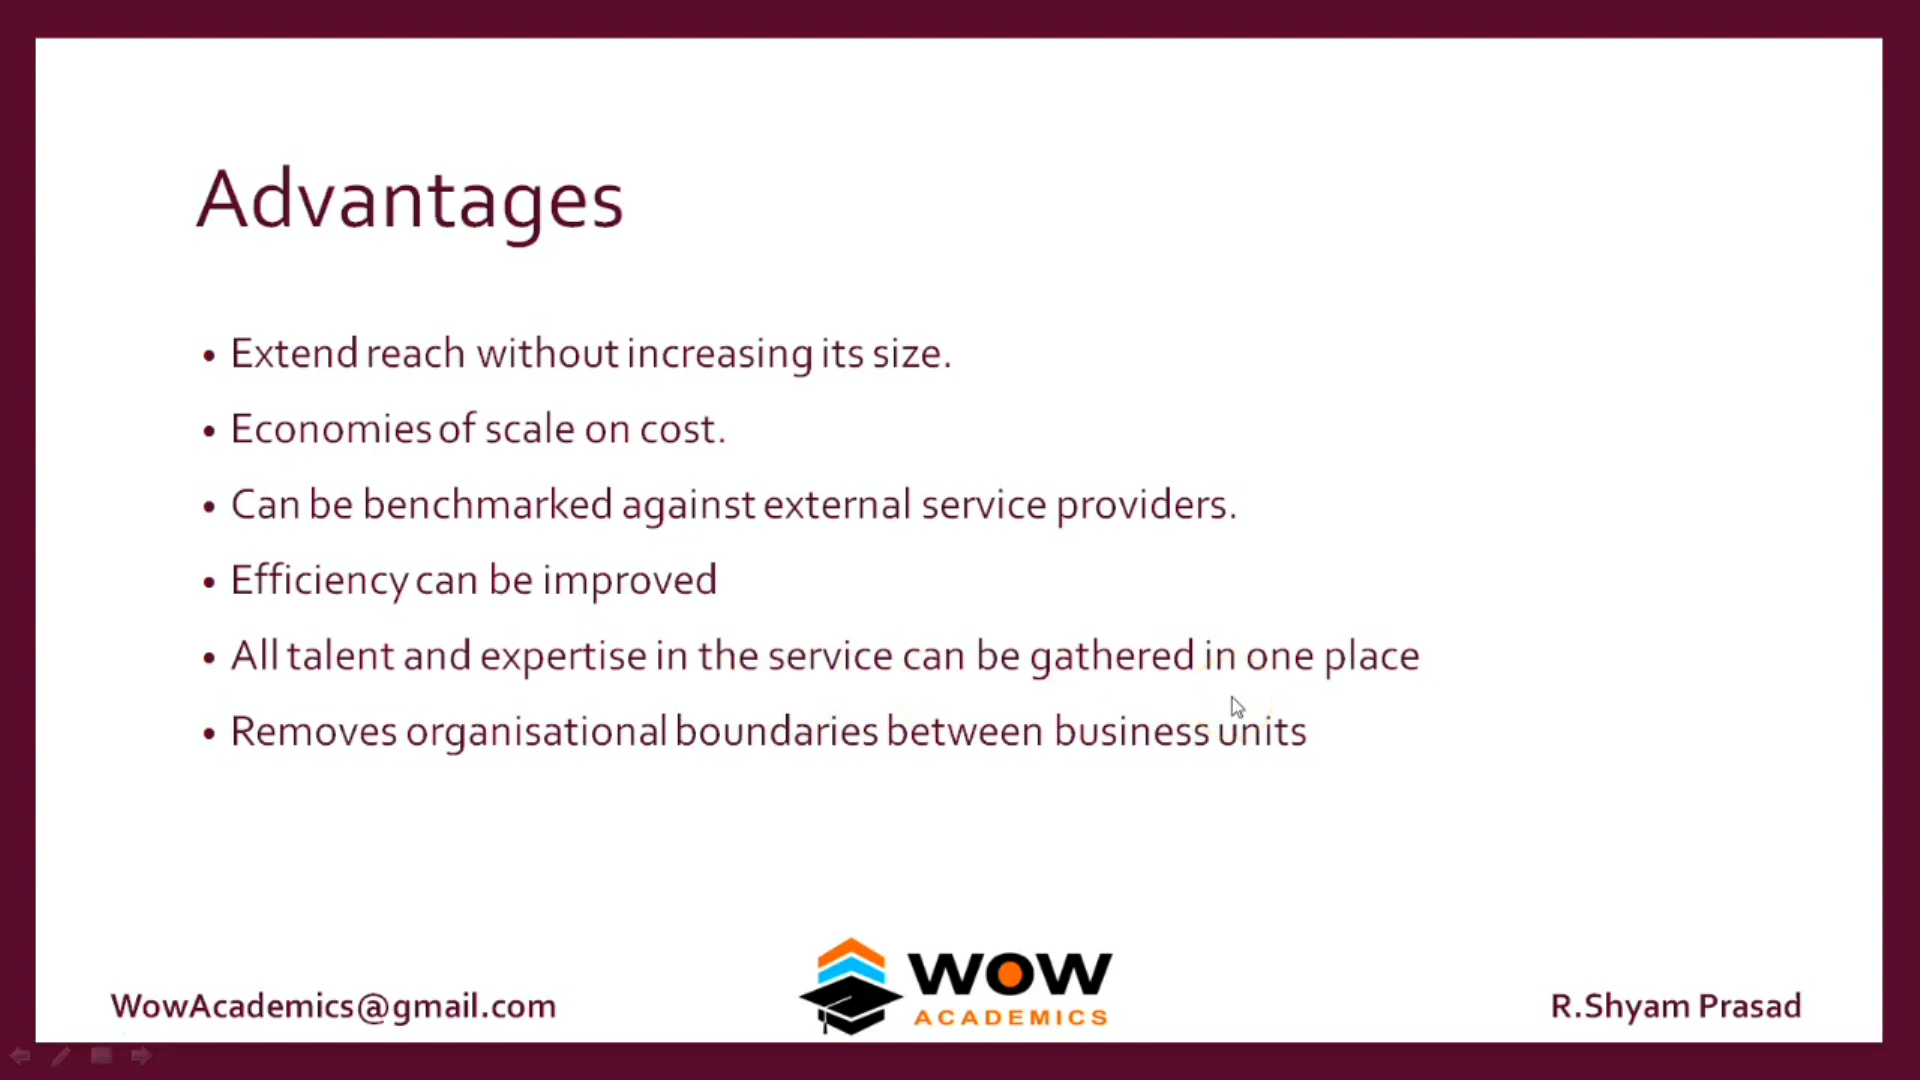 Advantages
• Extend reach without increasing its size.
• Economies of scale on cost.
• Can be benchmarked against external service providers.
• Efficiency can be improved
• All talent and expertise in the service can be gathered in one place
• Removes organisational boundaries between business units
WowAcademics@gmail.com
WOW
ACADEMICS
R.Shyam Prasad